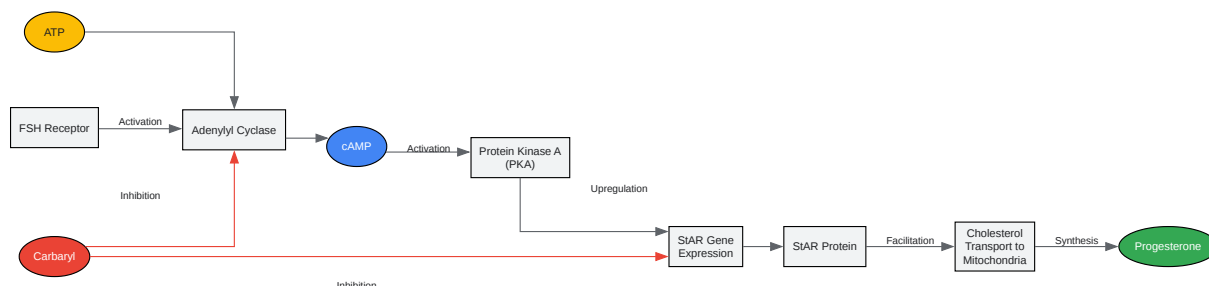 ATP
FSH Receptor
Activation
Adenylyl Cyclase
cAMP
Activation
Protein Kinase A
(PKA)
Inhibition
Upregulation
Carbaryl
StAR Gene
Expression
StAR Protein
Facilitation
Cholesterol
Transport to
Mitochondria
Synthesis
Progesterone
Inhibition